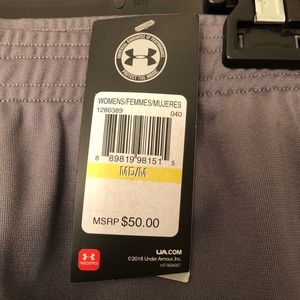 0212
WOMENS/FEMMES/MUJERES
1280389 040
8 89819 98151 5
MD/M
MSRP $50.00
UA.COM
©2016 Under Armour, Inc.